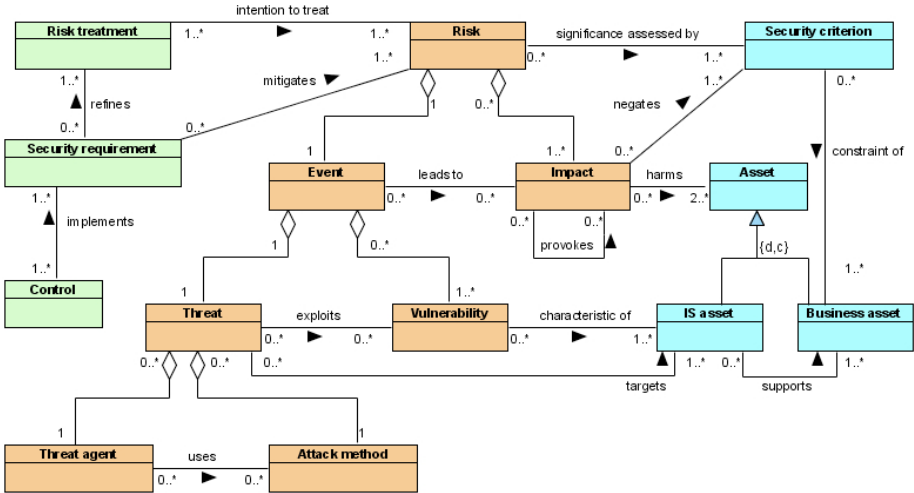 intention to treat
Risk treatment
1..*
1..*
Risk
0..*
significance assessed by
1..*
Security criterion
1..*
mitigates
1..*
1..*
0..*
refines
1
0..*
negates
0..*
0..*
Security requirement
1
1..*
0..*
constraint of
Event
leads to
Impact
harms
Asset
1..*
0..*
0..*
0..*
2..*
implements
0..*
0..*
provokes
1
0..*
{d,c}
1..*
1..*
Control
1
1..*
Threat
exploits
Vulnerability
characteristic of
IS asset
Business asset
0..*
0..*
0..*
1..*
0..*
0..*
0..*
1..*
0..*
1..*
targets
supports
1
1
Threat agent
uses
Attack method
0..*
0..*